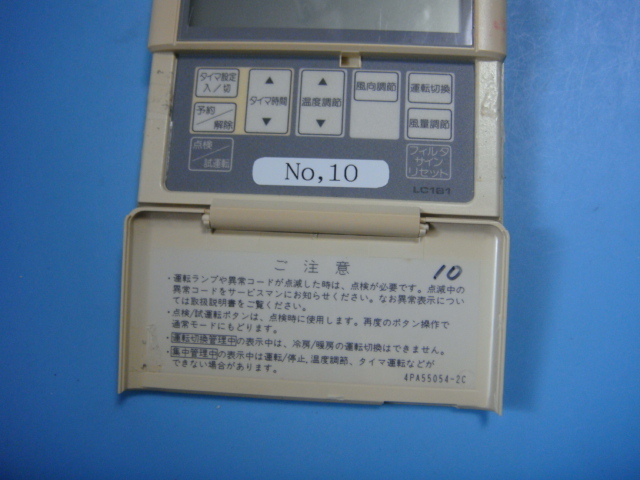 タイマ設定
入/切
タイマ時間
温度調節
風向調節
運転切換
予約
解除
風量調節
点検
試運転
フィルタ
サイン
リセット
No,10
LC1B1
ご注意
10
・運転ランプや異常コードが点滅した時は、点検が必要です。点滅中の
異常コードをサービスマンにお知らせください。なお異常表示につい
ては取扱説明書をご覧ください。
・点検/試運転ボタンは、点検時に使用します。再度のボタン操作で
通常モードにもどります。
・運転切換管理中の表示中は、冷房/暖房の運転切換はできません。
・集中管理中の表示中は運転/停止、温度調節、タイマ運転などが
できない場合があります。
4PA55054-2C